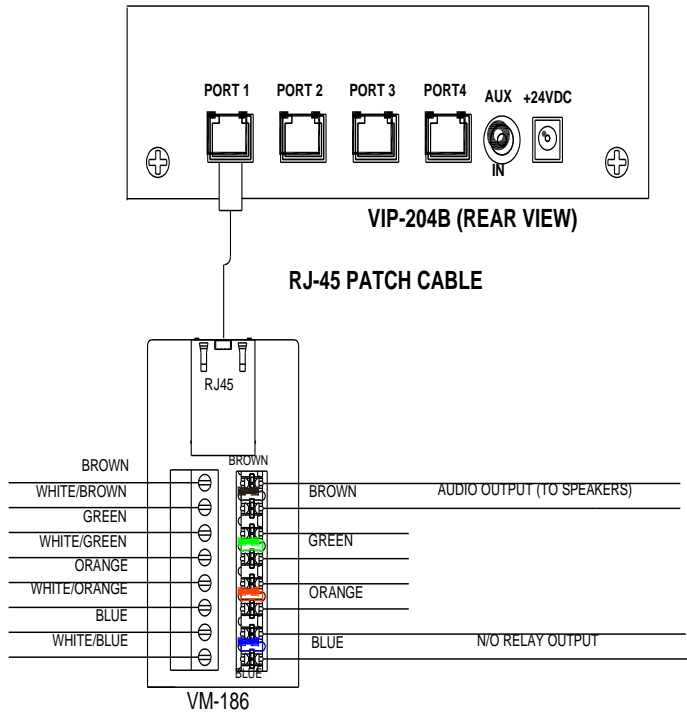 PORT 1 PORT 2 PORT 3 PORT4 AUX +24VDC
IN
VIP-204B (REAR VIEW)
RJ-45 PATCH CABLE
RJ45
BROWN
BROWN
WHITE/BROWN
BROWN
AUDIO OUTPUT (TO SPEAKERS)
GREEN
WHITE/GREEN
GREEN
ORANGE
WHITE/ORANGE
ORANGE
BLUE
WHITE/BLUE
BLUE
N/O RELAY OUTPUT
BLUE
VM-186